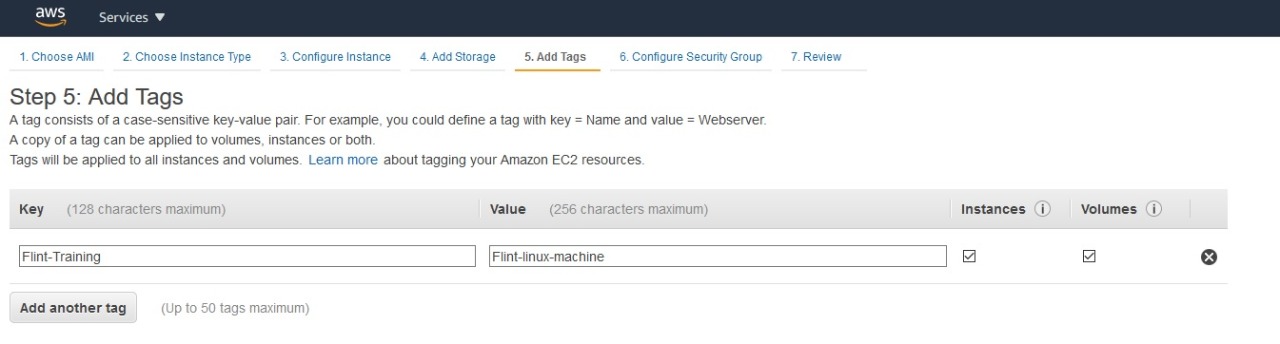 aws
Services
1. Choose AMI 2. Choose Instance Type 3. Configure Instance 4. Add Storage 5. Add Tags 6. Configure Security Group 7. Review
Step 5: Add Tags
A tag consists of a case-sensitive key-value pair. For example, you could define a tag with key = Name and value = Webserver.
A copy of a tag can be applied to volumes, instances or both.
Tags will be applied to all instances and volumes. Learn more about tagging your Amazon EC2 resources.
Key (128 characters maximum) Value (256 characters maximum) Instances i Volumes i
Flint-Training Flint-linux-machine
Add another tag (Up to 50 tags maximum)